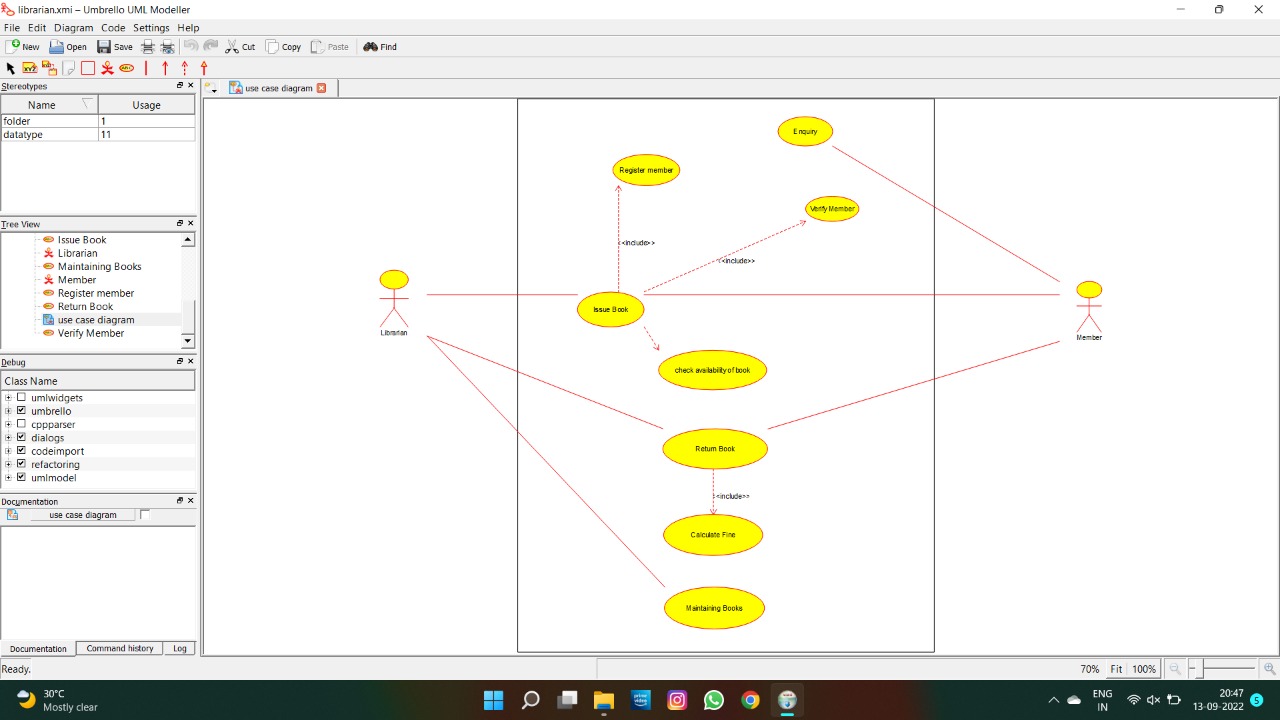 librarian.xmi – Umbrello UML Modeller
File Edit Diagram Code Settings Help
New Open Save Cut Copy Paste Find
Stereotypes
Name Usage
folder 1
datatype 11
Tree View
Issue Book
Librarian
Maintaining Books
Member
Register member
Return Book
use case diagram
Verify Member
Debug
Class Name
umlwidgets
umbrello
cppparser
dialogs
codeimport
refactoring
umlmodel
Documentation
use case diagram
Documentation Command history Log
Ready.
use case diagram
Enquiry
Register member
Verify Member
<<include>>
<<include>>
Issue Book
Librarian
Member
check availability of book
Return Book
<<include>>
Calculate Fine
Maintaining Books
70% Fit 100%
30°C
Mostly clear
prime video
ENG
IN
20:47
13-09-2022
5